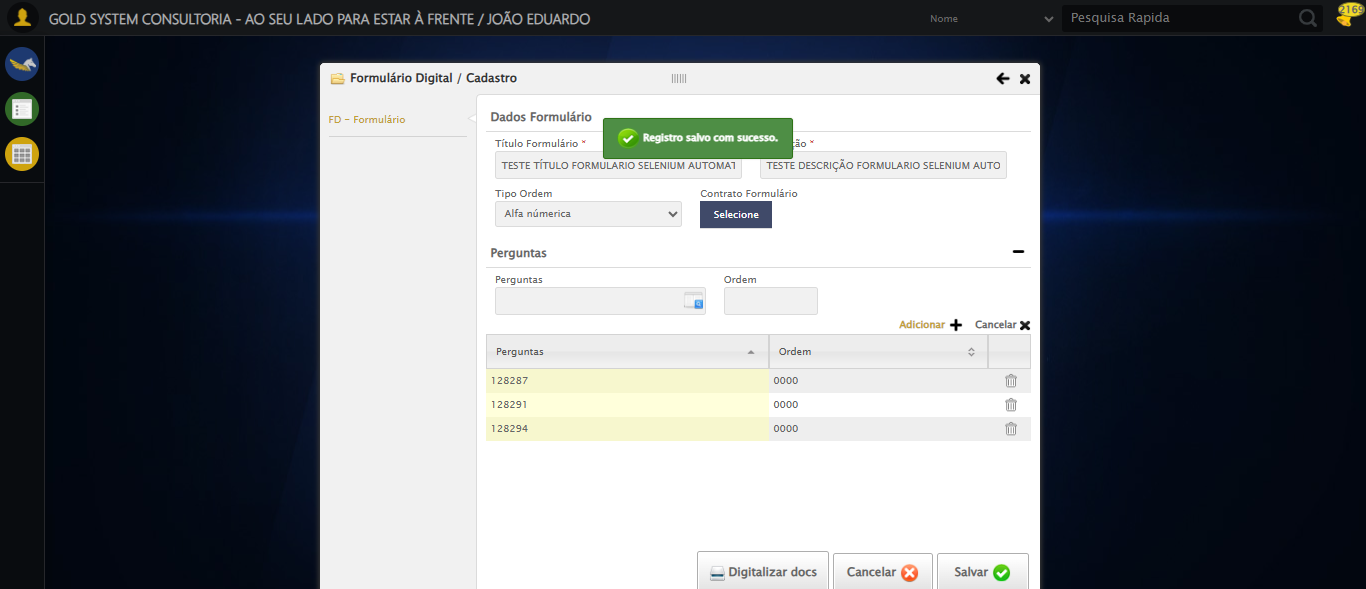 GOLD SYSTEM CONSULTORIA - AO SEU LADO PARA ESTAR À FRENTE / JOÃO EDUARDO
Nome
Pesquisa Rapida
2169
Formulário Digital / Cadastro
FD - Formulário
Dados Formulário
Registro salvo com sucesso.
Título Formulário *
ção *
TESTE TÍTULO FORMULARIO SELENIUM AUTOMAT
TESTE DESCRIÇÃO FORMULARIO SELENIUM AUTO
Tipo Ordem
Contrato Formulário
Alfa númerica
Selecione
Perguntas
Perguntas
Ordem
Adicionar
Cancelar
Perguntas
Ordem
128287 0000
128291 0000
128294 0000
Digitalizar docs
Cancelar
Salvar